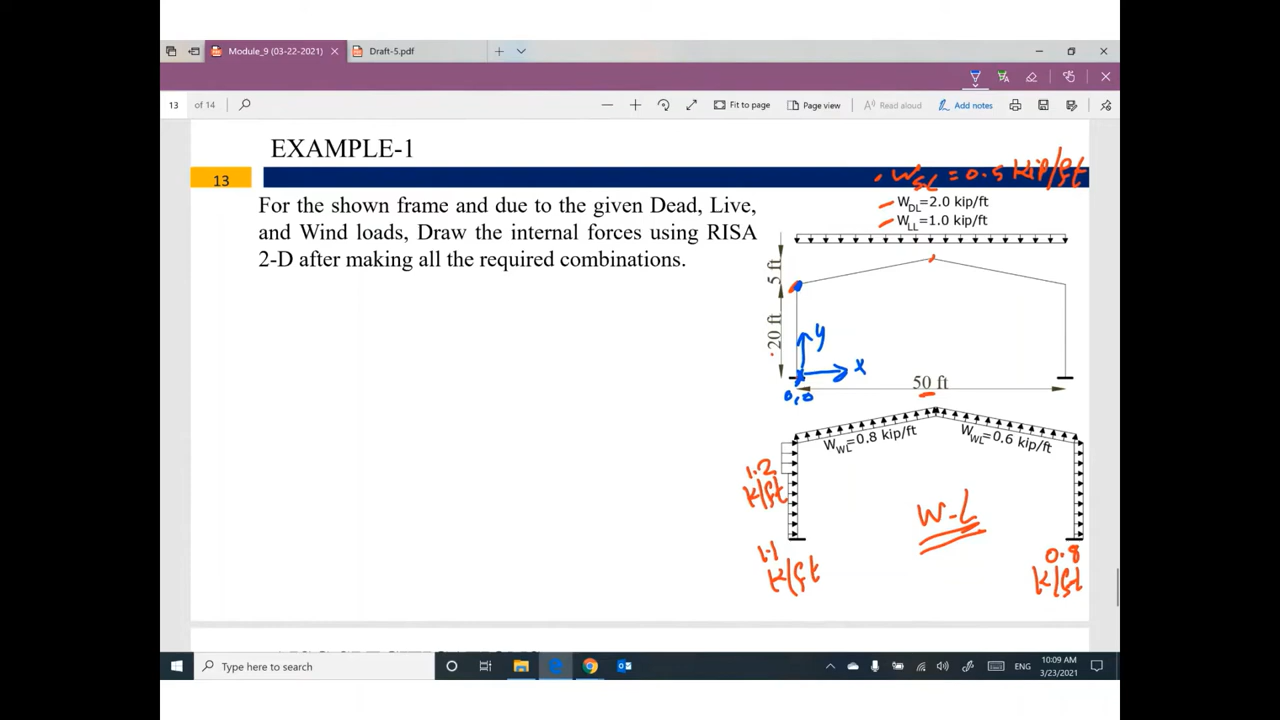 Module_9 (03-22-2021)
Draft-5.pdf
13 of 14
Fit to page
Page view
Read aloud
Add notes
EXAMPLE-1
13
For the shown frame and due to the given Dead, Live,
and Wind loads, Draw the internal forces using RISA
2-D after making all the required combinations.
W_SL = 0.5 kip/ft
W_DL=2.0 kip/ft
W_LL=1.0 kip/ft
5 ft
20 ft
y
x
0,0
50 ft
W_WL=0.8 kip/ft
W_WL=0.6 kip/ft
1.2
k/ft
W-L
1.1
k/ft
0.8
k/ft
Type here to search
ENG
10:09 AM
3/23/2021